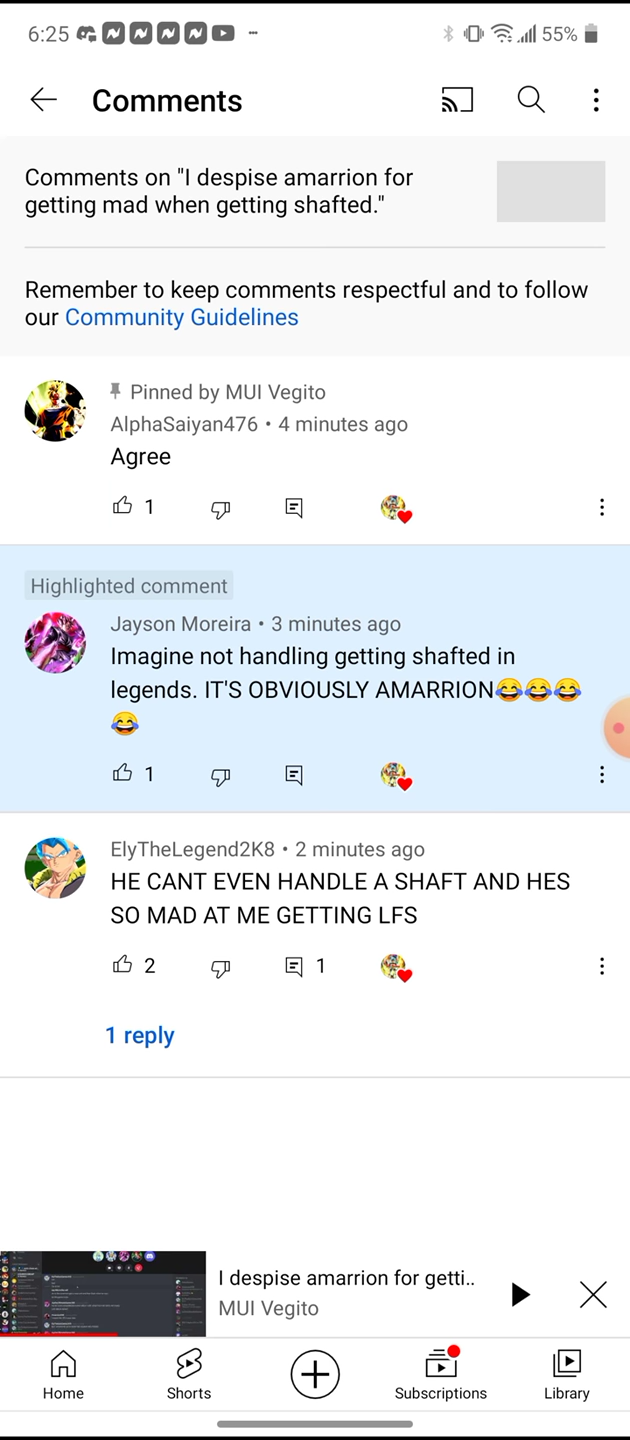 6:25
55%
Comments
Comments on "I despise amarrion for
getting mad when getting shafted."
Remember to keep comments respectful and to follow
our Community Guidelines
Pinned by MUI Vegito
AlphaSaiyan476 • 4 minutes ago
Agree
1
Highlighted comment
Jayson Moreira • 3 minutes ago
Imagine not handling getting shafted in
legends. IT'S OBVIOUSLY AMARRION😂😂😂
😂
1
ElyTheLegend2K8 • 2 minutes ago
HE CANT EVEN HANDLE A SHAFT AND HES
SO MAD AT ME GETTING LFS
2 1
1 reply
I despise amarrion for getti..
MUI Vegito
Home Shorts Subscriptions Library